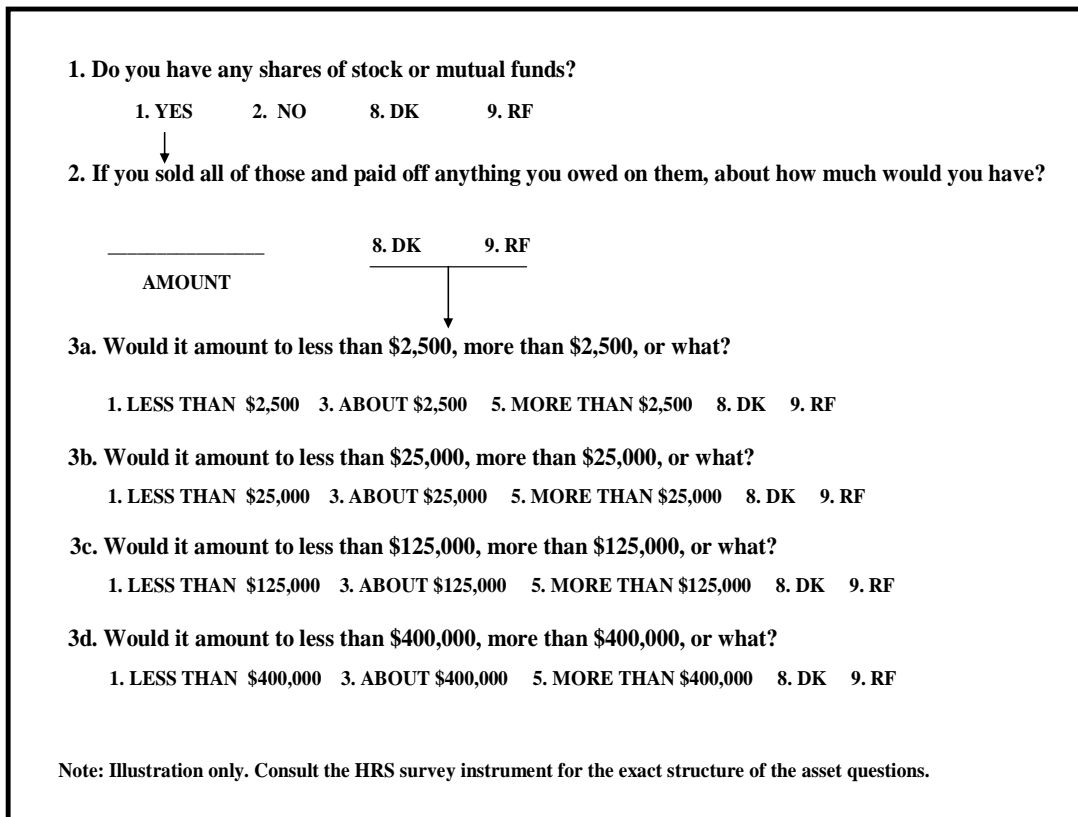 1. Do you have any shares of stock or mutual funds?
1. YES 2. NO 8. DK 9. RF
2. If you sold all of those and paid off anything you owed on them, about how much would you have?
________________ 8. DK 9. RF
AMOUNT
3a. Would it amount to less than $2,500, more than $2,500, or what?
1. LESS THAN $2,500 3. ABOUT $2,500 5. MORE THAN $2,500 8. DK 9. RF
3b. Would it amount to less than $25,000, more than $25,000, or what?
1. LESS THAN $25,000 3. ABOUT $25,000 5. MORE THAN $25,000 8. DK 9. RF
3c. Would it amount to less than $125,000, more than $125,000, or what?
1. LESS THAN $125,000 3. ABOUT $125,000 5. MORE THAN $125,000 8. DK 9. RF
3d. Would it amount to less than $400,000, more than $400,000, or what?
1. LESS THAN $400,000 3. ABOUT $400,000 5. MORE THAN $400,000 8. DK 9. RF
Note: Illustration only. Consult the HRS survey instrument for the exact structure of the asset questions.